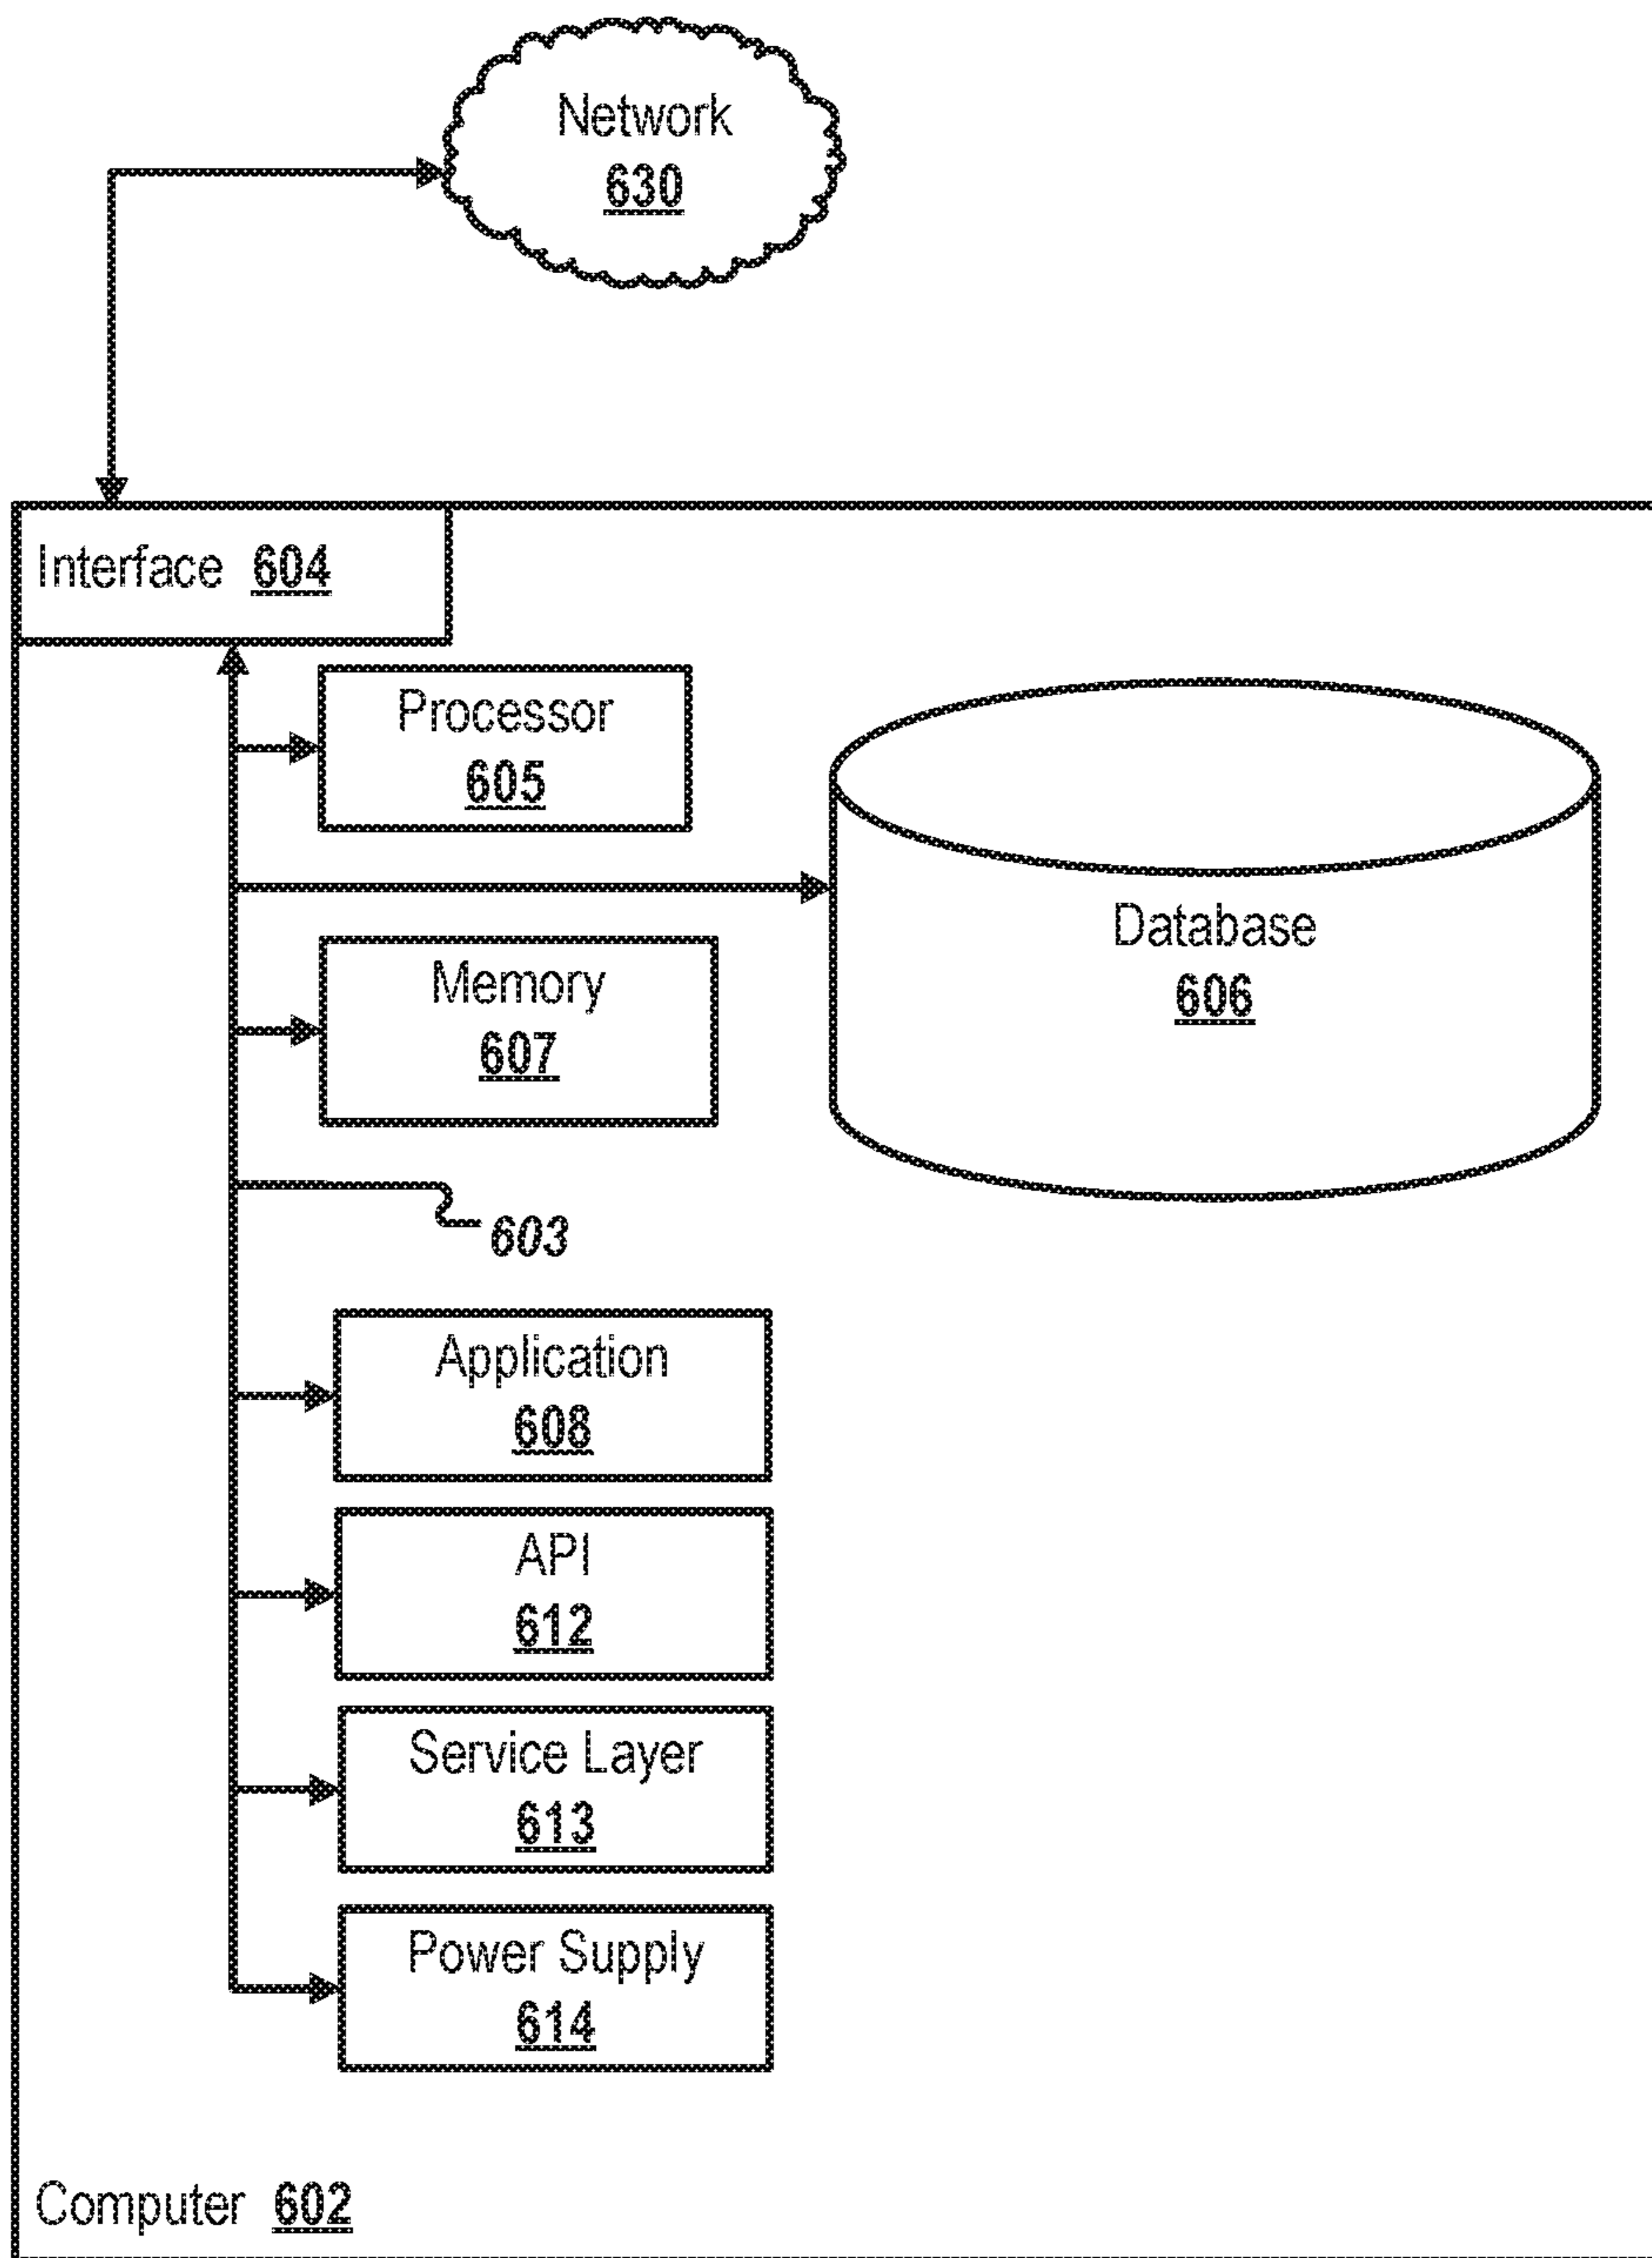 Network
630
Interface 604
Processor
605
Database
606
Memory
607
603
Application
608
API
612
Service Layer
613
Power Supply
614
Computer 602